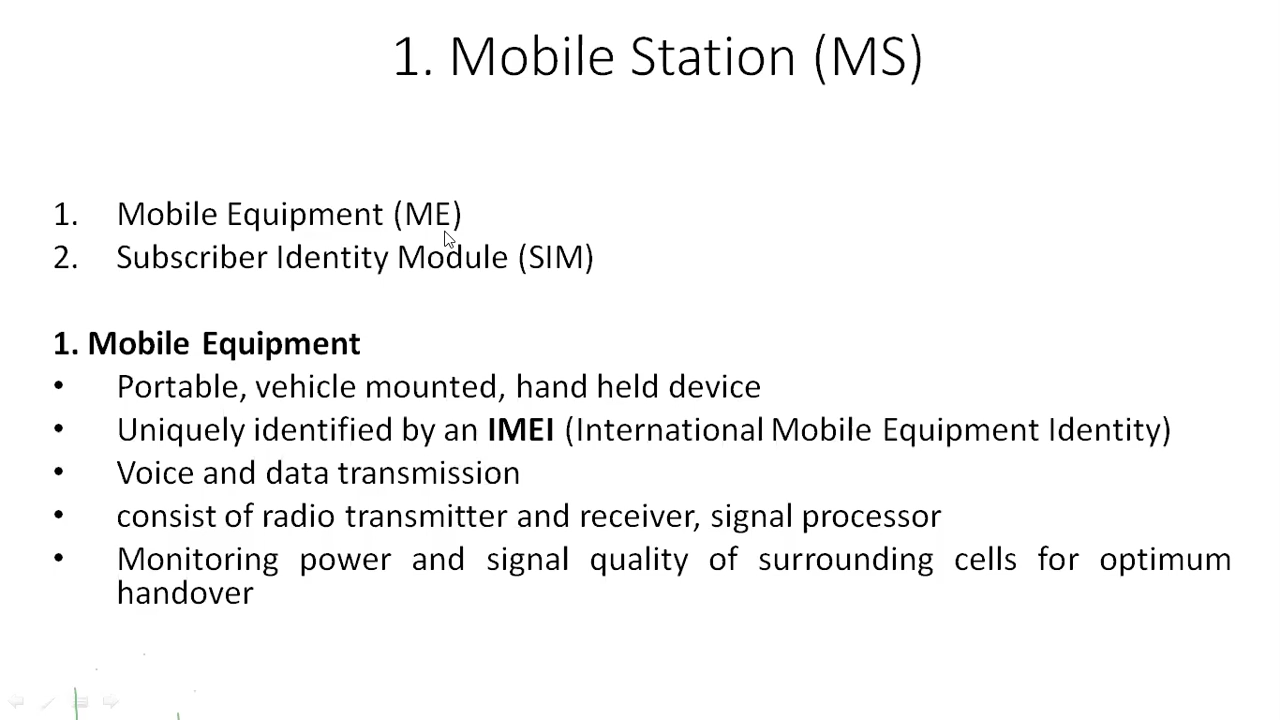 1. Mobile Station (MS)
1. Mobile Equipment (ME)
2. Subscriber Identity Module (SIM)
1. Mobile Equipment
• Portable, vehicle mounted, hand held device
• Uniquely identified by an IMEI (International Mobile Equipment Identity)
• Voice and data transmission
• consist of radio transmitter and receiver, signal processor
• Monitoring power and signal quality of surrounding cells for optimum
handover